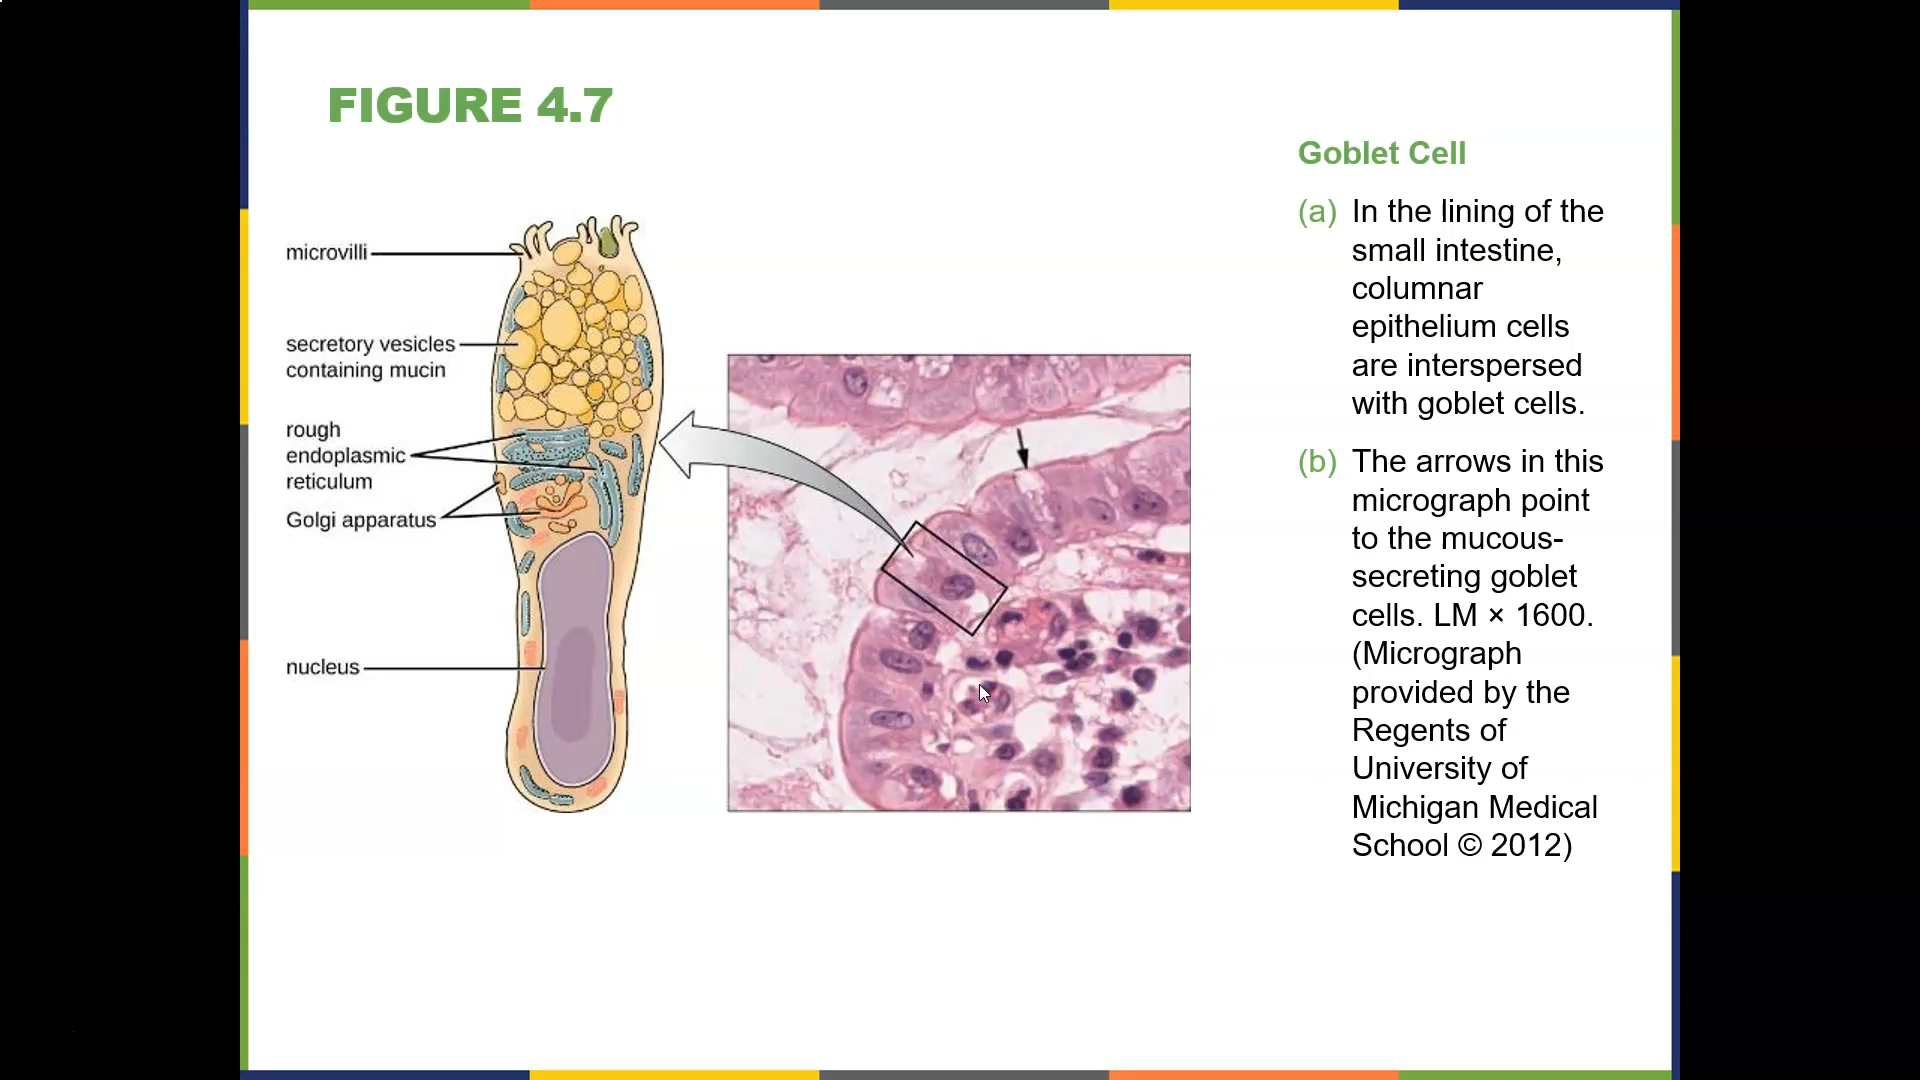 FIGURE 4.7
microvilli
secretory vesicles
containing mucin
rough
endoplasmic
reticulum
Golgi apparatus
nucleus
Goblet Cell
(a) In the lining of the
small intestine,
columnar
epithelium cells
are interspersed
with goblet cells.
(b) The arrows in this
micrograph point
to the mucous-
secreting goblet
cells. LM × 1600.
(Micrograph
provided by the
Regents of
University of
Michigan Medical
School © 2012)